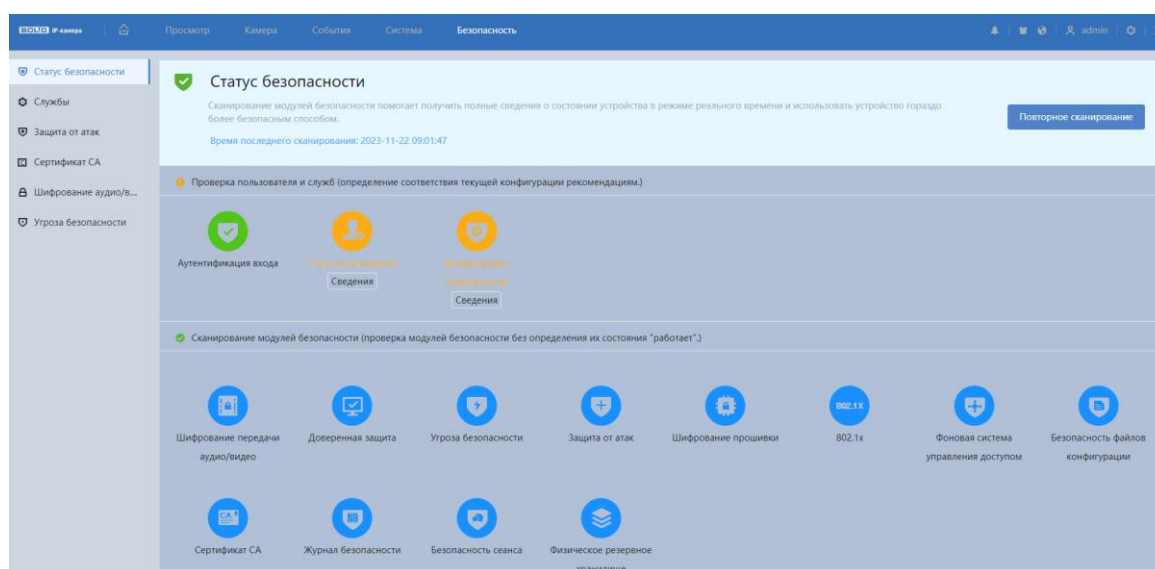 BOLID IP-камера
Просмотр
Камера
События
Система
Безопасность
admin
Статус безопасности
Службы
Защита от атак
Сертификат CA
Шифрование аудио/в...
Угроза безопасности
Статус безопасности
Сканирование модулей безопасности помогает получить полные сведения о состоянии устройства в режиме реального времени и использовать устройство гораздо
более безопасным способом.
Время последнего сканирования: 2023-11-22 09:01:47
Повторное сканирование
Проверка пользователя и служб (определение соответствия текущей конфигурации рекомендациям.)
Аутентификация входа
Сведения
Сведения
Сканирование модулей безопасности (проверка модулей безопасности без определения их состояния "работает".)
802.1X
Шифрование передачи
аудио/видео
Доверенная защита
Угроза безопасности
Защита от атак
Шифрование прошивки
802.1x
Фоновая система
управления доступом
Безопасность файлов
конфигурации
CA
Сертификат CA
Журнал безопасности
Безопасность сеанса
Физическое резервное